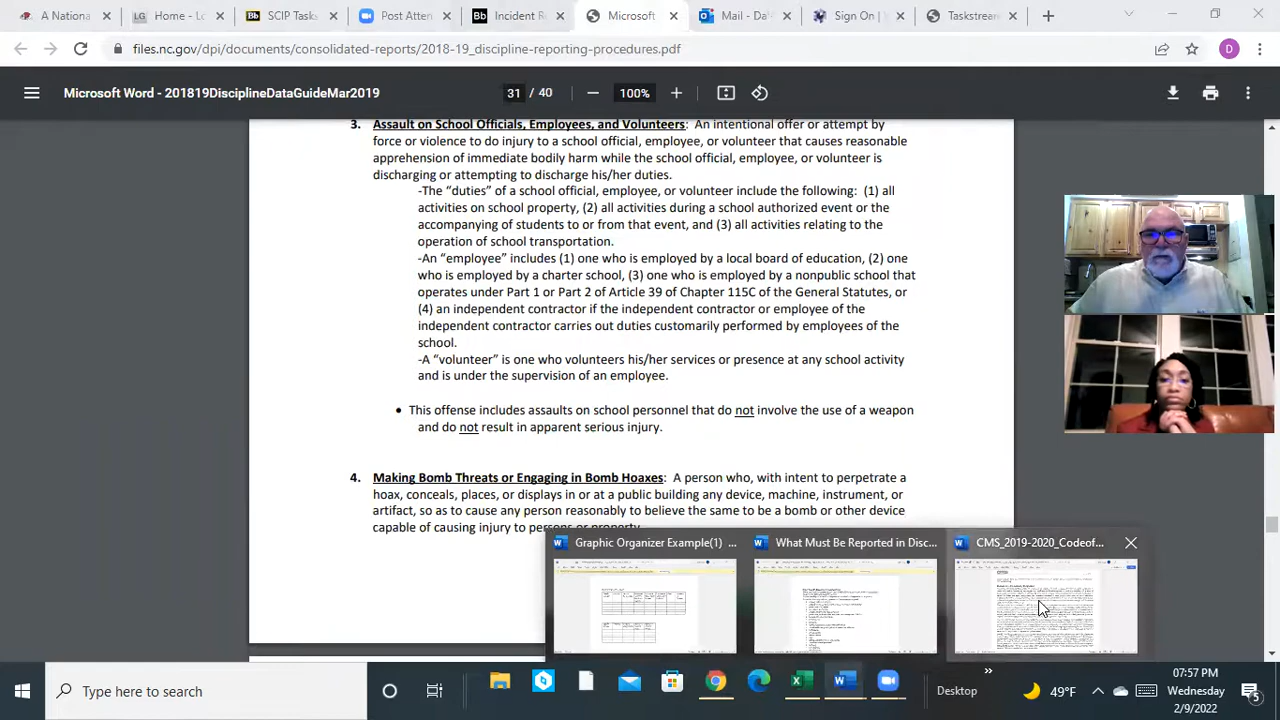 A Nationa
Home - Lo
SCIP Task
Post Atten
Incident R
Microsoft
Mail - Da
Sign On | V
Taskstream
files.nc.gov/dpi/documents/consolidated-reports/2018-19_discipline-reporting-procedures.pdf
D
Microsoft Word - 201819DisciplineDataGuideMar2019
31 / 40
100%
3. Assault on School Officials, Employees, and Volunteers: An intentional offer or attempt by
force or violence to do injury to a school official, employee, or volunteer that causes reasonable
apprehension of immediate bodily harm while the school official, employee, or volunteer is
discharging or attempting to discharge his/her duties.
-The "duties" of a school official, employee, or volunteer include the following: (1) all
activities on school property, (2) all activities during a school authorized event or the
accompanying of students to or from that event, and (3) all activities relating to the
operation of school transportation.
-An "employee" includes (1) one who is employed by a local board of education, (2) one
who is employed by a charter school, (3) one who is employed by a nonpublic school that
operates under Part 1 or Part 2 of Article 39 of Chapter 115C of the General Statutes, or
(4) an independent contractor if the independent contractor or employee of the
independent contractor carries out duties customarily performed by employees of the
school.
-A "volunteer" is one who volunteers his/her services or presence at any school activity
and is under the supervision of an employee.
• This offense includes assaults on school personnel that do not involve the use of a weapon
and do not result in apparent serious injury.
4. Making Bomb Threats or Engaging in Bomb Hoaxes: A person who, with intent to perpetrate a
hoax, conceals, places, or displays in or at a public building any device, machine, instrument, or
artifact, so as to cause any person reasonably to believe the same to be a bomb or other device
capable of causing injury to persons or property.
Graphic Organizer Example(1) ...
What Must Be Reported in Disc...
CMS_2019-2020_Codeof...
Type here to search
Desktop
49°F
07:57 PM
Wednesday
2/9/2022
5